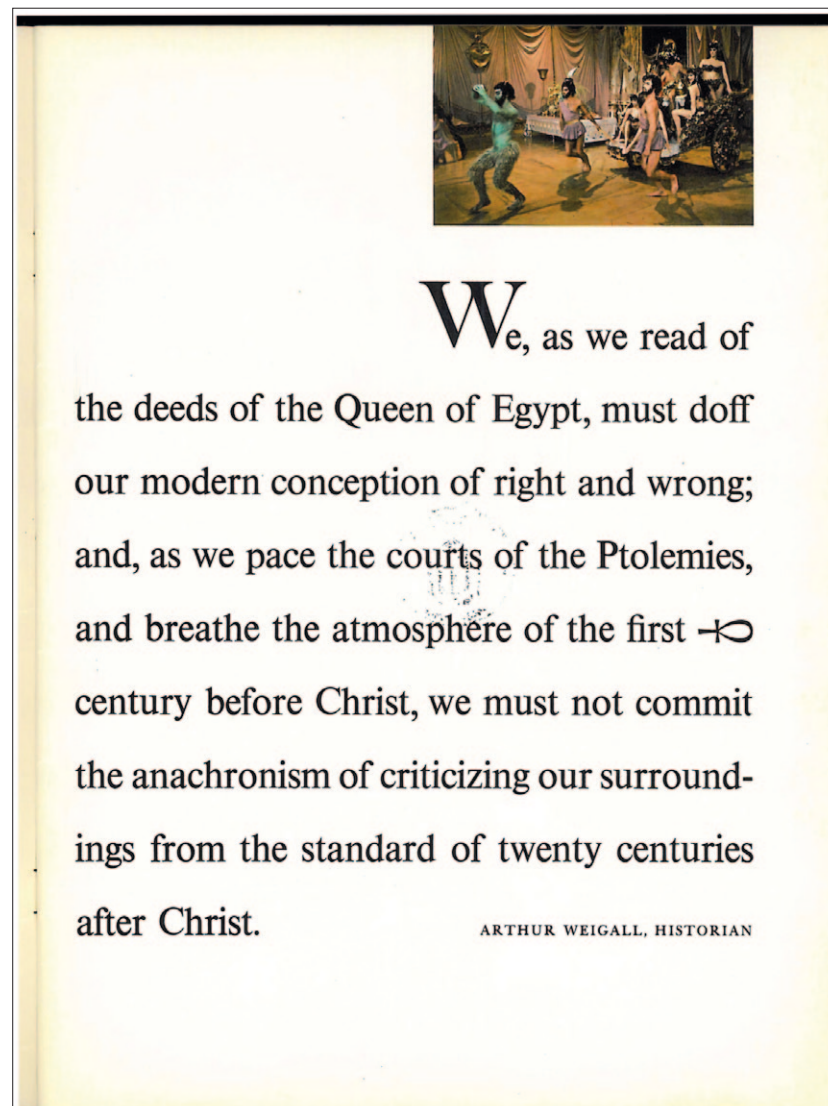 We, as we read of
the deeds of the Queen of Egypt, must doff
our modern conception of right and wrong;
and, as we pace the courts of the Ptolemies,
and breathe the atmosphere of the first
century before Christ, we must not commit
the anachronism of criticizing our surround-
ings from the standard of twenty centuries
after Christ.
ARTHUR WEIGALL, HISTORIAN